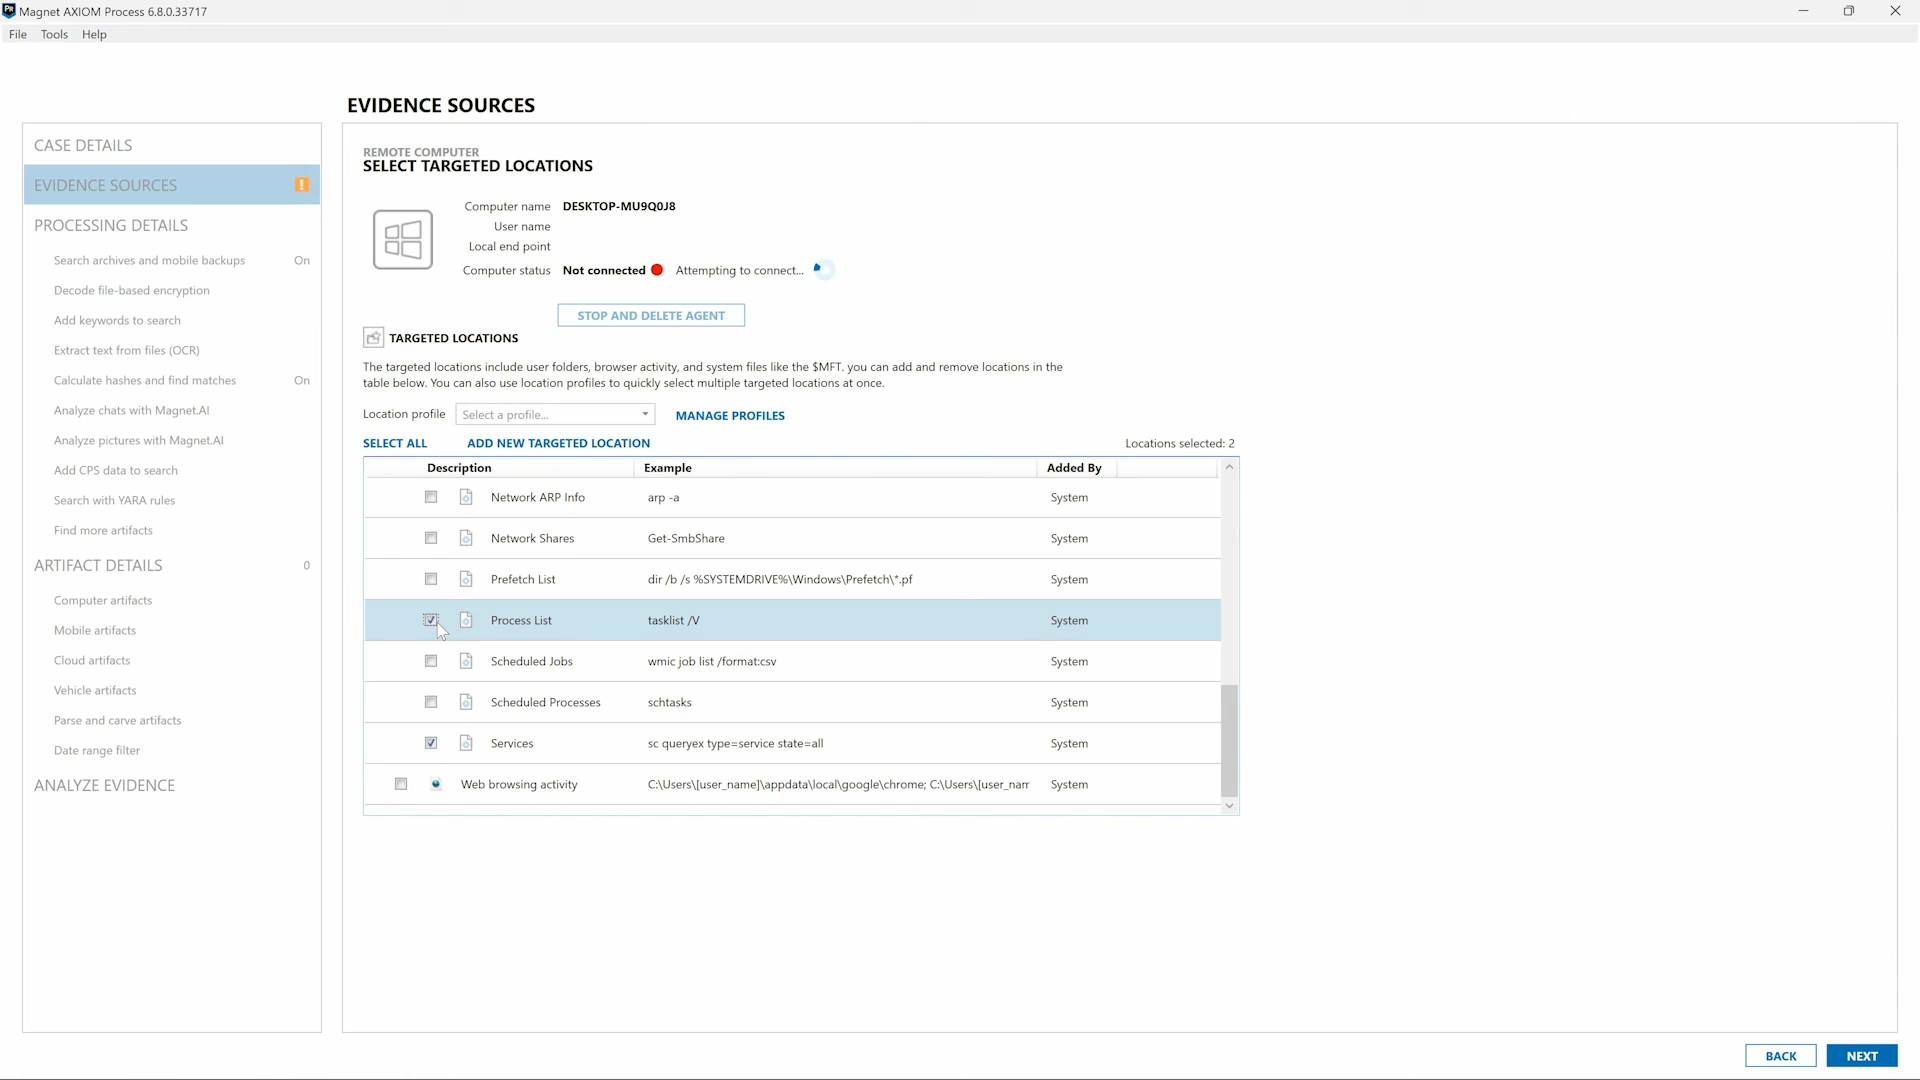 Magnet AXIOM Process 6.8.0.33717
File Tools Help
EVIDENCE SOURCES
CASE DETAILS
EVIDENCE SOURCES !
PROCESSING DETAILS
Search archives and mobile backups On
Decode file-based encryption
Add keywords to search
Extract text from files (OCR)
Calculate hashes and find matches On
Analyze chats with Magnet.AI
Analyze pictures with Magnet.AI
Add CPS data to search
Search with YARA rules
Find more artifacts
ARTIFACT DETAILS 0
Computer artifacts
Mobile artifacts
Cloud artifacts
Vehicle artifacts
Parse and carve artifacts
Date range filter
ANALYZE EVIDENCE
REMOTE COMPUTER
SELECT TARGETED LOCATIONS
Computer name DESKTOP-MU9Q0J8
User name
Local end point
Computer status Not connected Attempting to connect...
STOP AND DELETE AGENT
TARGETED LOCATIONS
The targeted locations include user folders, browser activity, and system files like the $MFT. you can add and remove locations in the
table below. You can also use location profiles to quickly select multiple targeted locations at once.
Location profile Select a profile... MANAGE PROFILES
SELECT ALL ADD NEW TARGETED LOCATION Locations selected: 2
Description Example Added By
Network ARP Info arp -a System
Network Shares Get-SmbShare System
Prefetch List dir /b /s %SYSTEMDRIVE%\Windows\Prefetch\*.pf System
Process List tasklist /V System
Scheduled Jobs wmic job list /format:csv System
Scheduled Processes schtasks System
Services sc queryex type=service state=all System
Web browsing activity C:\Users\[user_name]\appdata\local\google\chrome; C:\Users\[user_nam System
BACK NEXT